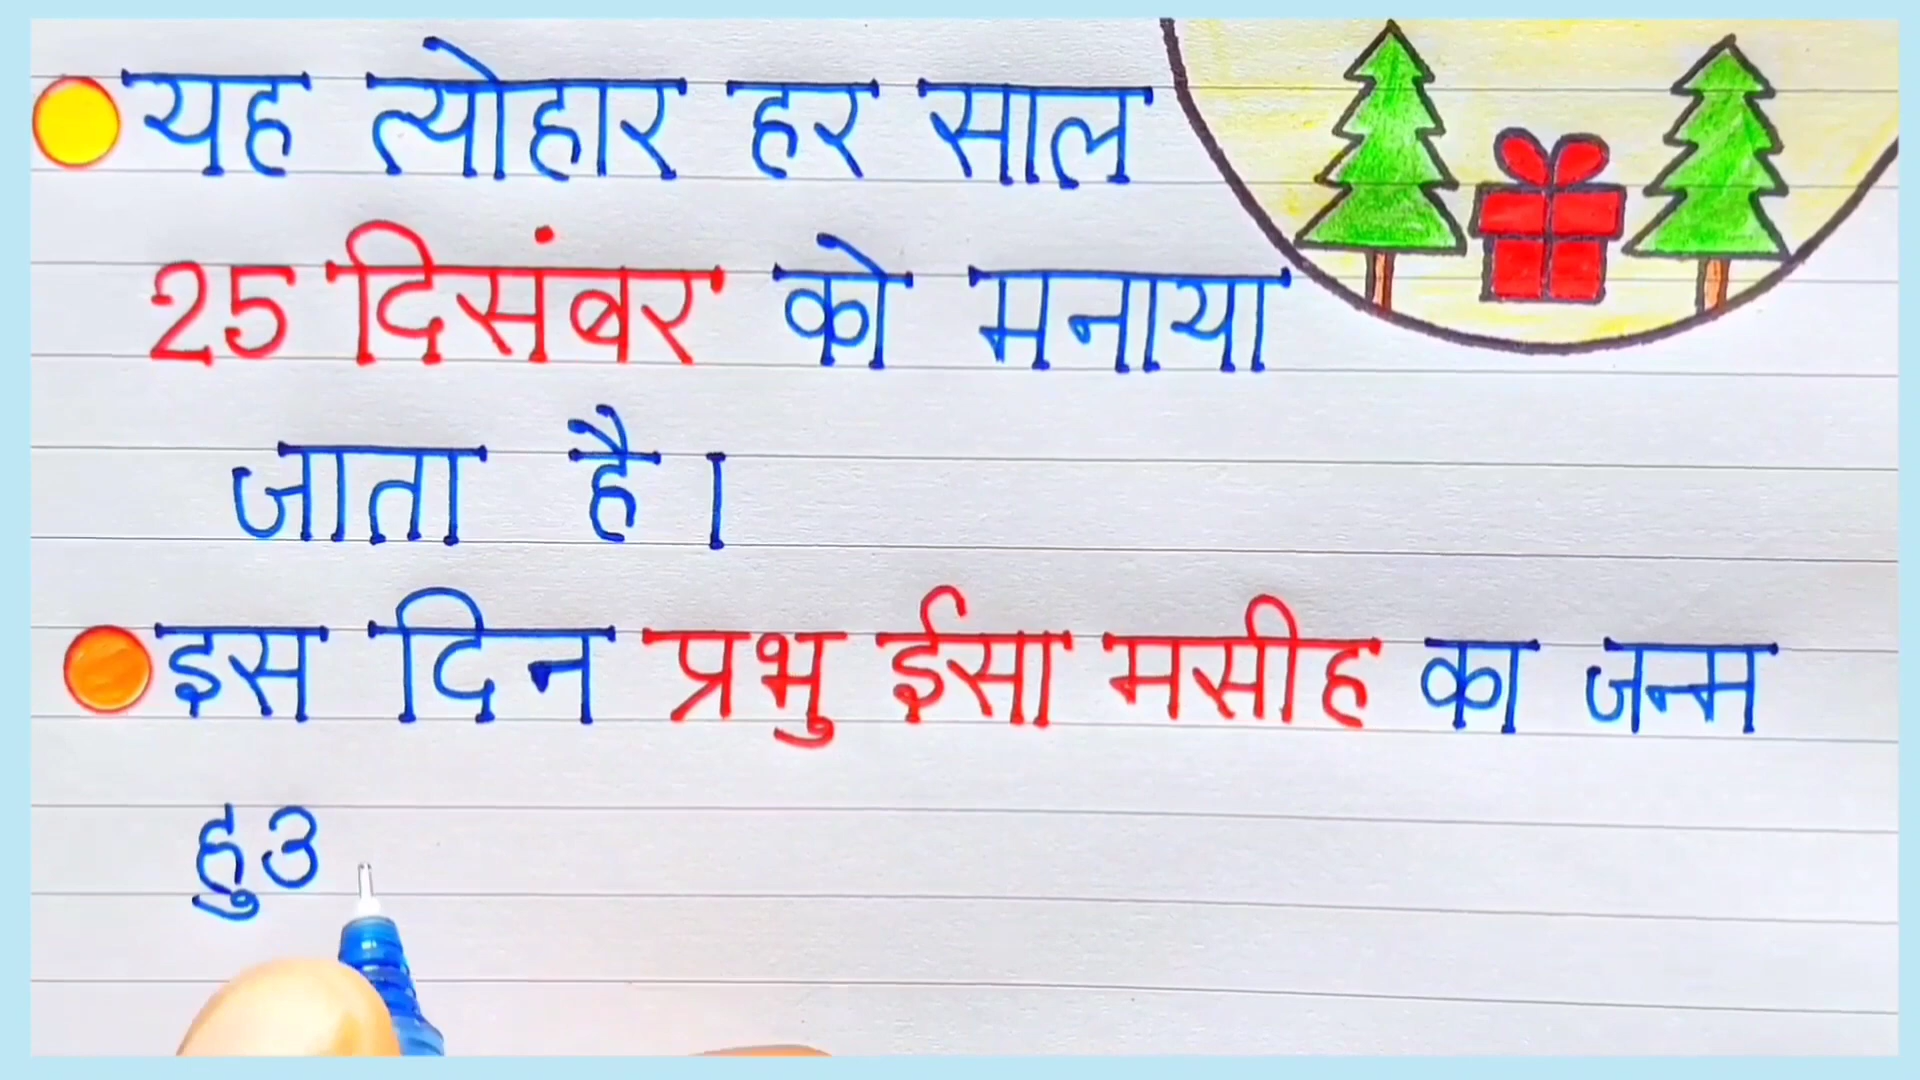 यह त्योहार हर साल
25 दिसंबर को मनाया
जाता है।
इस दिन प्रभु ईसा मसीह का जन्म
हु